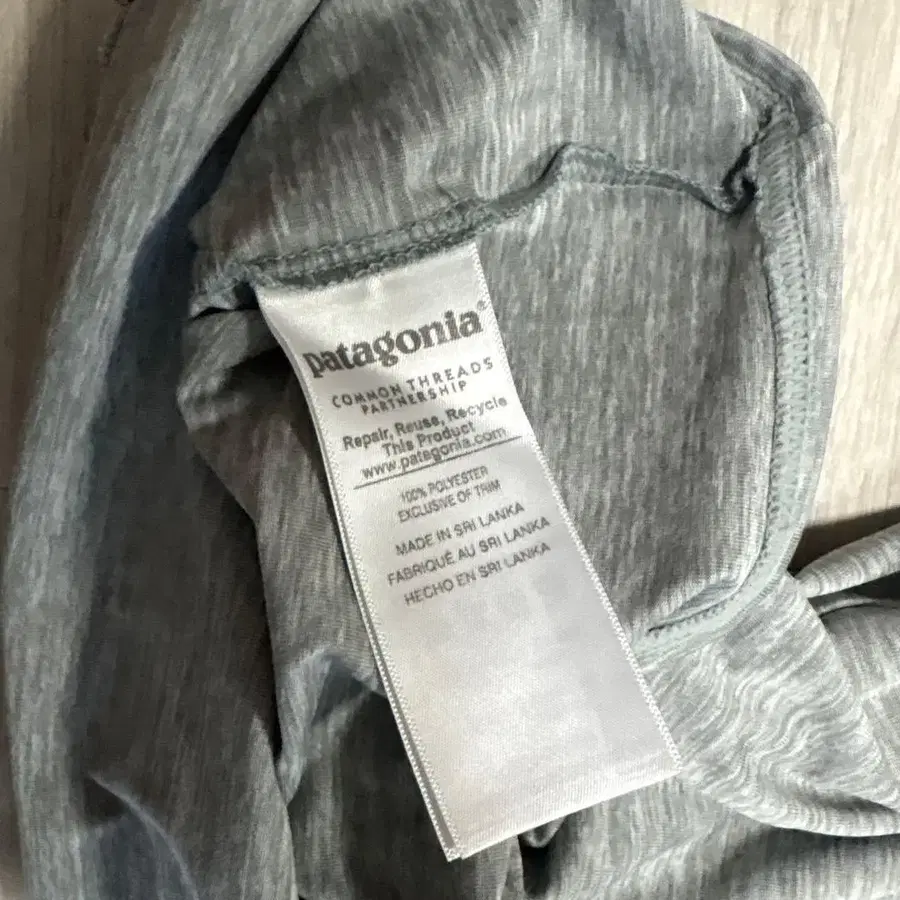 patagonia®
COMMON THREADS
PARTNERSHIP
Repair, Reuse, Recycle
This Product
www.patagonia.com
100% POLYESTER
EXCLUSIVE OF TRIM
MADE IN SRI LANKA
FABRIQUÉ AU SRI LANKA
HECHO EN SRI LANKA